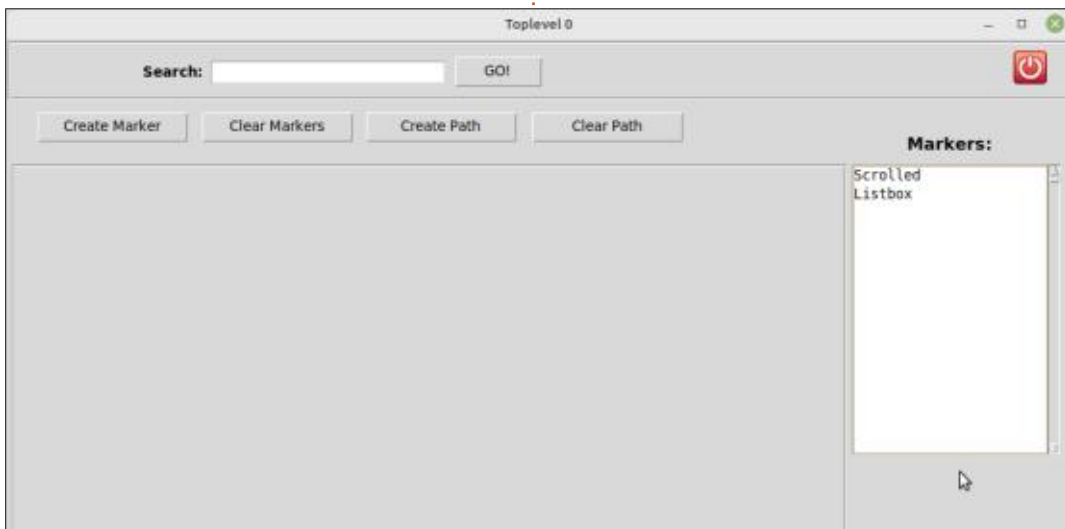 Toplevel 0
Search: GO!
Create Marker Clear Markers Create Path Clear Path
Markers:
Scrolled
Listbox